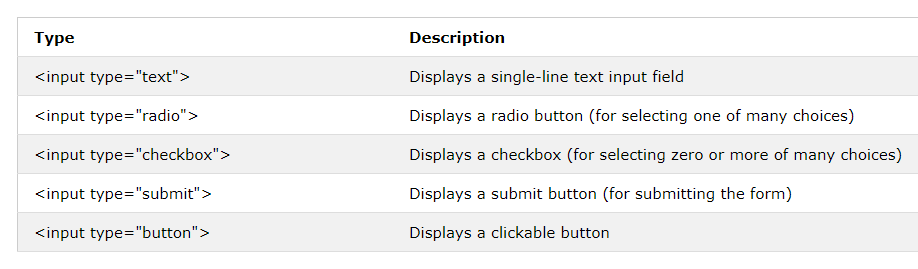 Type Description
<input type="text"> Displays a single-line text input field
<input type="radio"> Displays a radio button (for selecting one of many choices)
<input type="checkbox"> Displays a checkbox (for selecting zero or more of many choices)
<input type="submit"> Displays a submit button (for submitting the form)
<input type="button"> Displays a clickable button